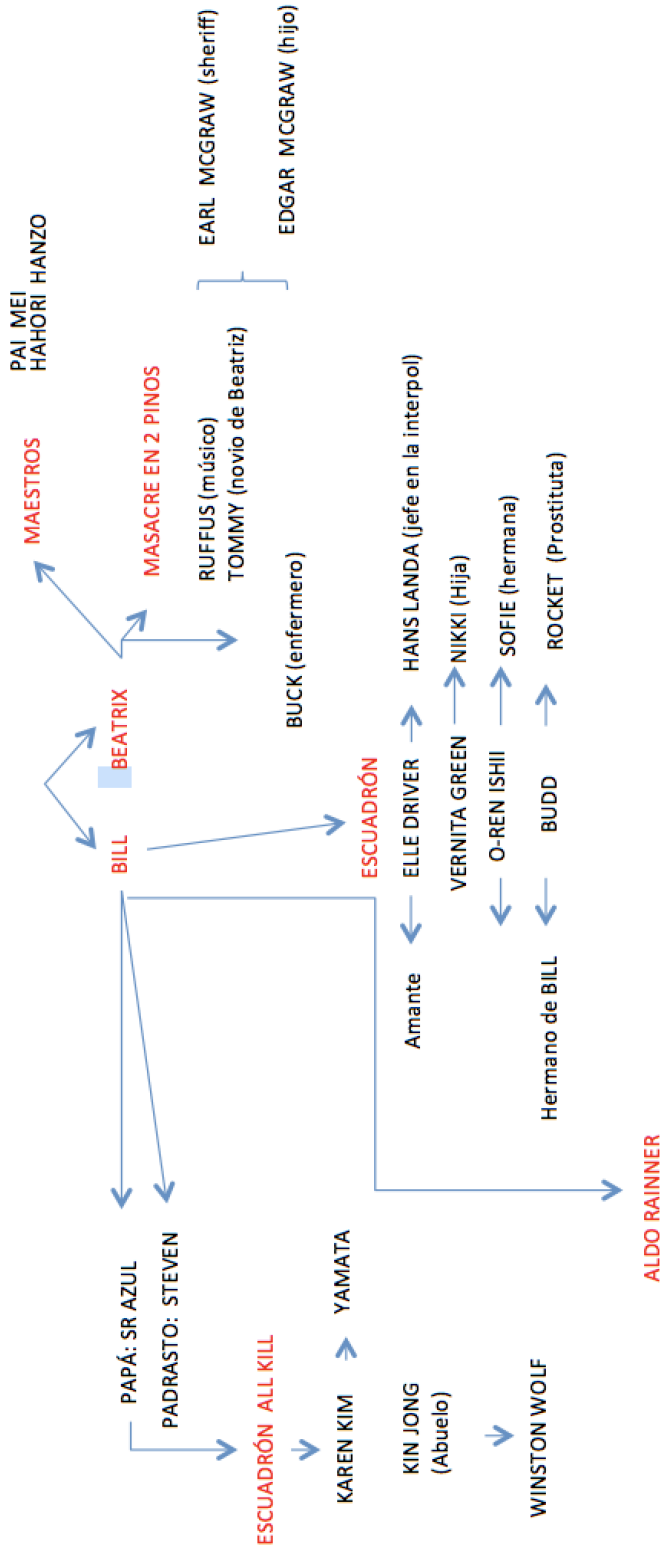 MAESTROS
PAI MEI
HAHORI HANZO
BILL
BEATRIX
MASACRE EN 2 PINOS
PAPÁ: SR AZUL
PADRASTO: STEVEN
RUFFUS (músico)
TOMMY (novio de Beatriz)
EARL MCGRAW (sheriff)
EDGAR MCGRAW (hijo)
BUCK (enfermero)
ESCUADRÓN ALL KILL
KAREN KIM
YAMATA
KIN JONG
(Abuelo)
WINSTON WOLF
ESCUADRÓN
Amante
ELLE DRIVER
HANS LANDA (jefe en la interpol)
VERNITA GREEN
NIKKI (Hija)
O-REN ISHII
SOFIE (hermana)
Hermano de BILL
BUDD
ROCKET (Prostituta)
ALDO RAINNER